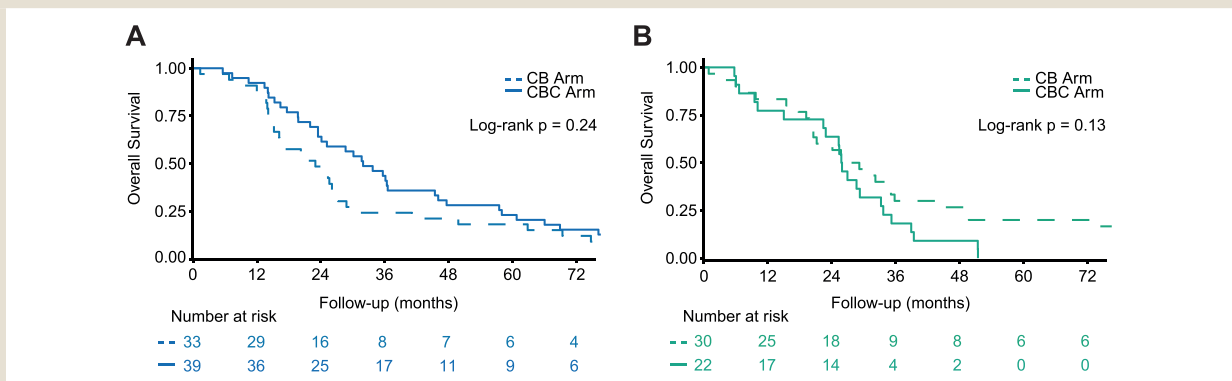 A
1.00
0.75
0.50
0.25
0.00
Overall Survival
CB Arm
CBC Arm
Log-rank p = 0.24
0 12 24 36 48 60 72
Follow-up (months)
Number at risk
33 29 16 8 7 6 4
39 36 25 17 11 9 6
B
1.00
0.75
0.50
0.25
0.00
Overall Survival
CB Arm
CBC Arm
Log-rank p = 0.13
0 12 24 36 48 60 72
Follow-up (months)
Number at risk
30 25 18 9 8 6 6
22 17 14 4 2 0 0